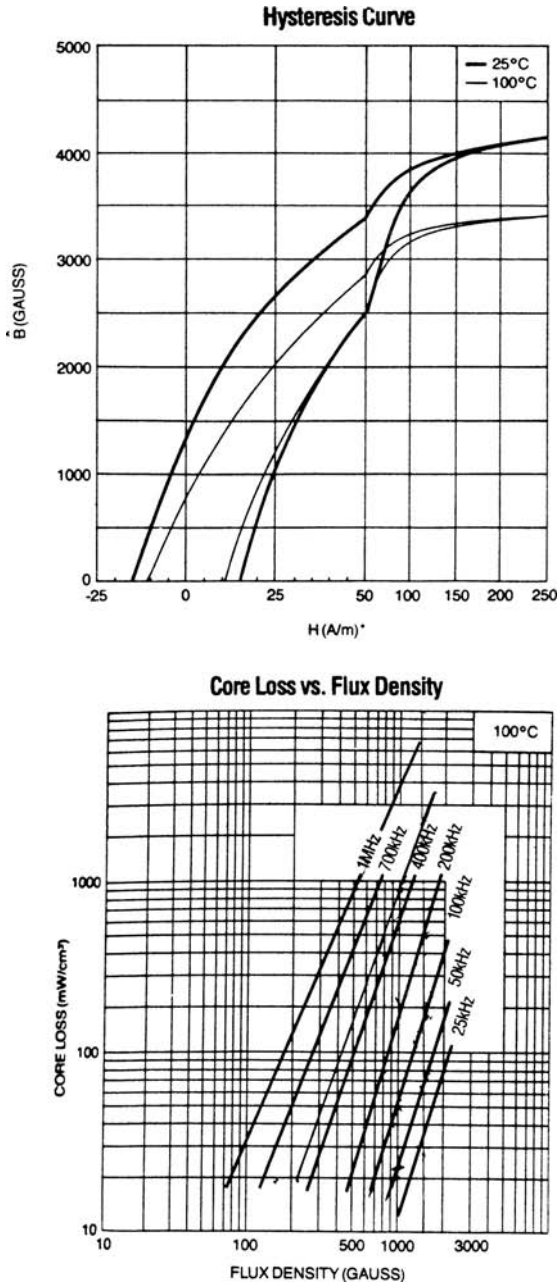 Hysteresis Curve
5000
25°C
100°C
4000
3000
2000
1000
0
B̂ (GAUSS)
-25 0 25 50 100 150 200 250
H (A/m)*
Core Loss vs. Flux Density
100°C
1MHz
700kHz
400kHz
200kHz
100kHz
50kHz
25kHz
1000
100
10
CORE LOSS (mW/cm³)
10 100 500 1000 3000
FLUX DENSITY (GAUSS)